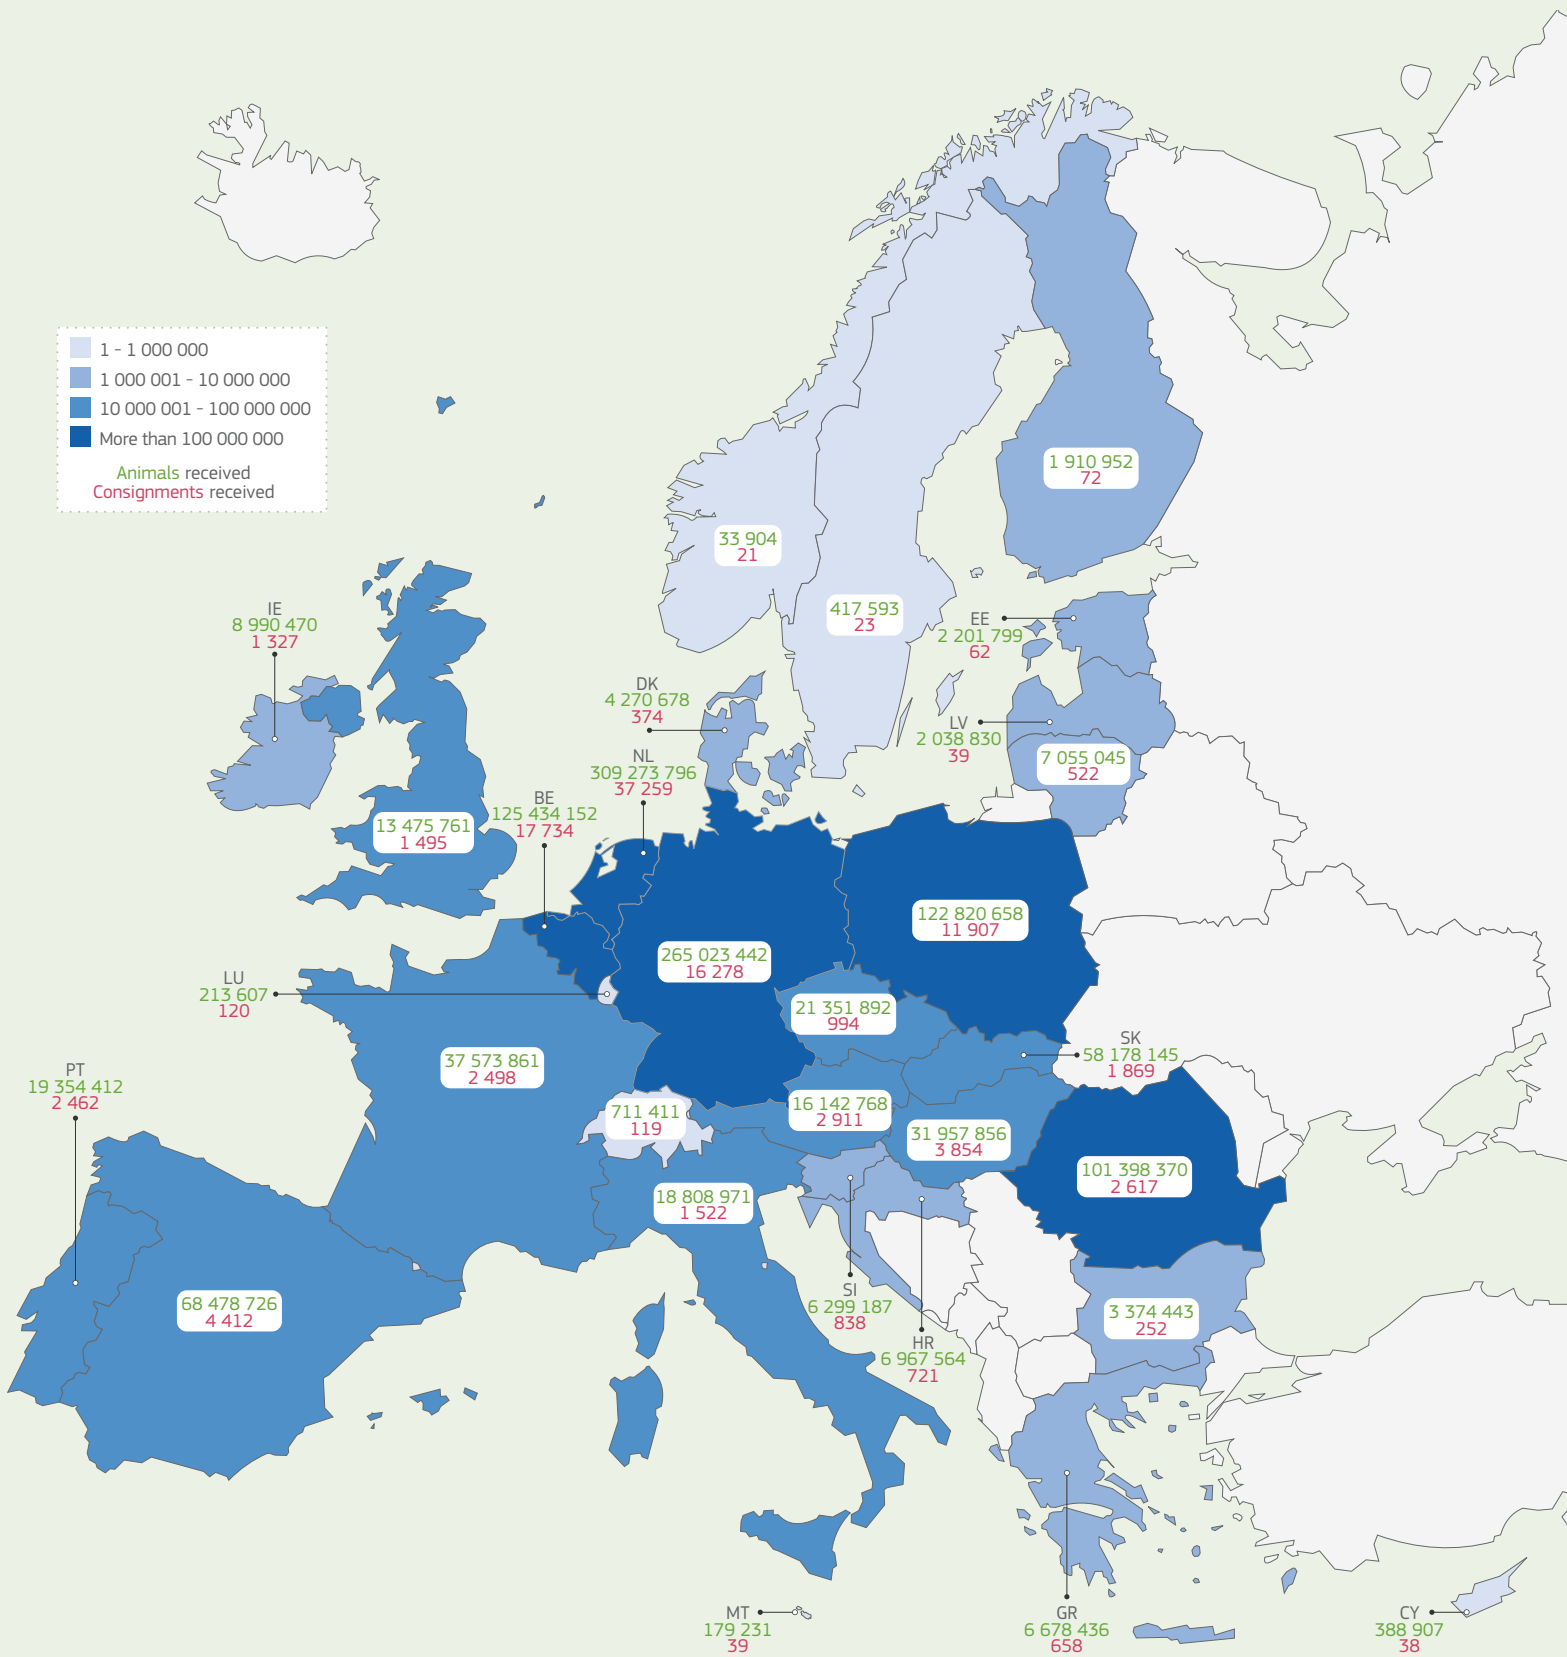 1 - 1 000 000
1 000 001 - 10 000 000
10 000 001 - 100 000 000
More than 100 000 000
Animals received
Consignments received
1 910 952
72
33 904
21
417 593
23
IE
8 990 470
1 327
EE
2 201 799
62
DK
4 270 678
374
LV
2 038 830
39
7 055 045
522
NL
309 273 796
37 259
BE
125 434 152
17 734
13 475 761
1 495
122 820 658
11 907
265 023 442
16 278
LU
213 607
120
21 351 892
994
SK
58 178 145
1 869
37 573 861
2 498
PT
19 354 412
2 462
711 411
119
16 142 768
2 911
31 957 856
3 854
101 398 370
2 617
18 808 971
1 522
68 478 726
4 412
SI
6 299 187
838
HR
6 967 564
721
3 374 443
252
MT
179 231
39
GR
6 678 436
658
CY
388 907
38